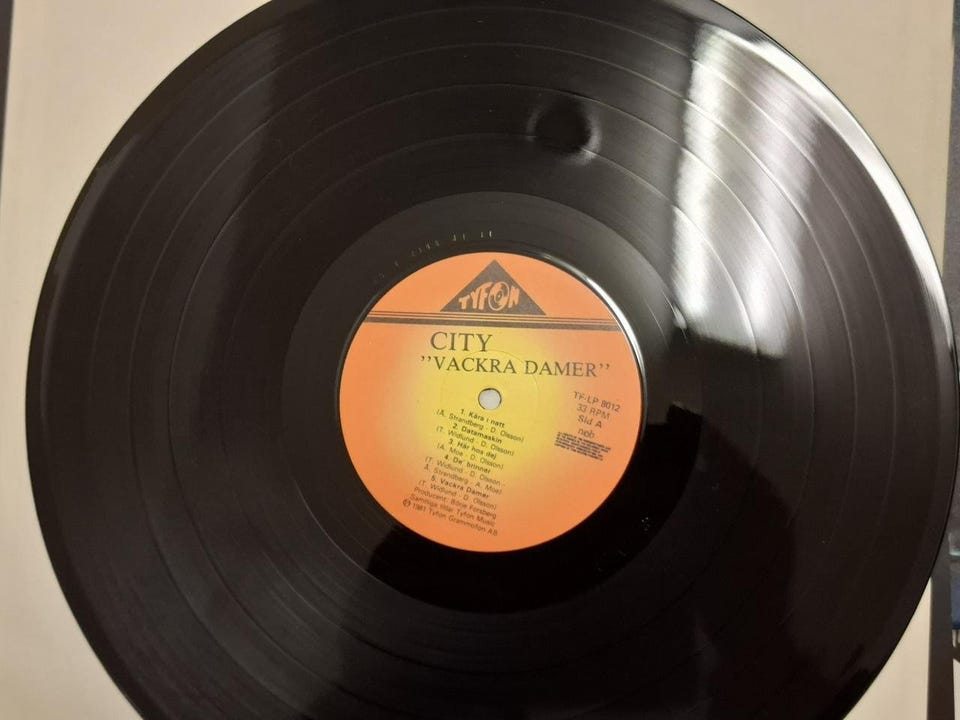 TYFON
CITY
”VACKRA DAMER”
TF-LP 8012
33 RPM
Sid A
ncb
1. Kära i natt
(A. Strandberg - D. Olsson)
2. Datamaskin
(T. Widlund - D. Olsson)
3. Här hos dej
(A. Moe - D. Olsson)
4. De' brinner
(T. Widlund - D. Olsson -
A. Strandberg - A. Moe)
5. Vackra Damer
(T. Widlund - D. Olsson)
Producent: Börje Forsberg
Samtliga titlar Tyfon Music
Ⓟ 1981 Tyfon Grammofon AB